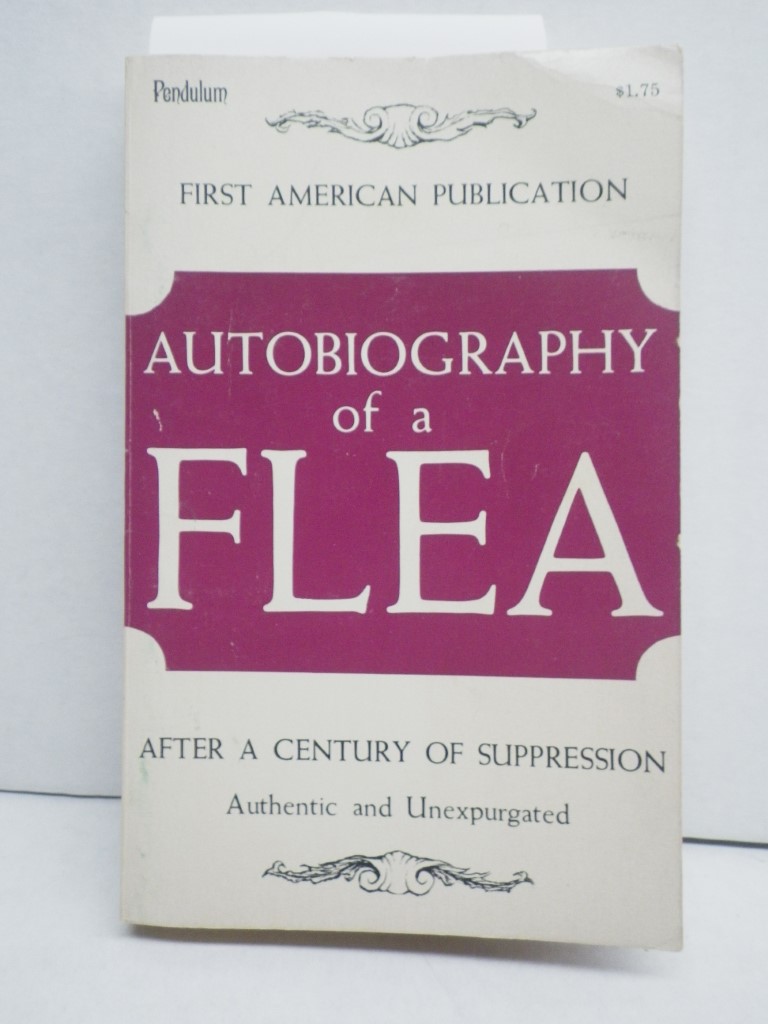 Pendulum
$1.75
FIRST AMERICAN PUBLICATION
AUTOBIOGRAPHY
of a
FLEA
AFTER A CENTURY OF SUPPRESSION
Authentic and Unexpurgated